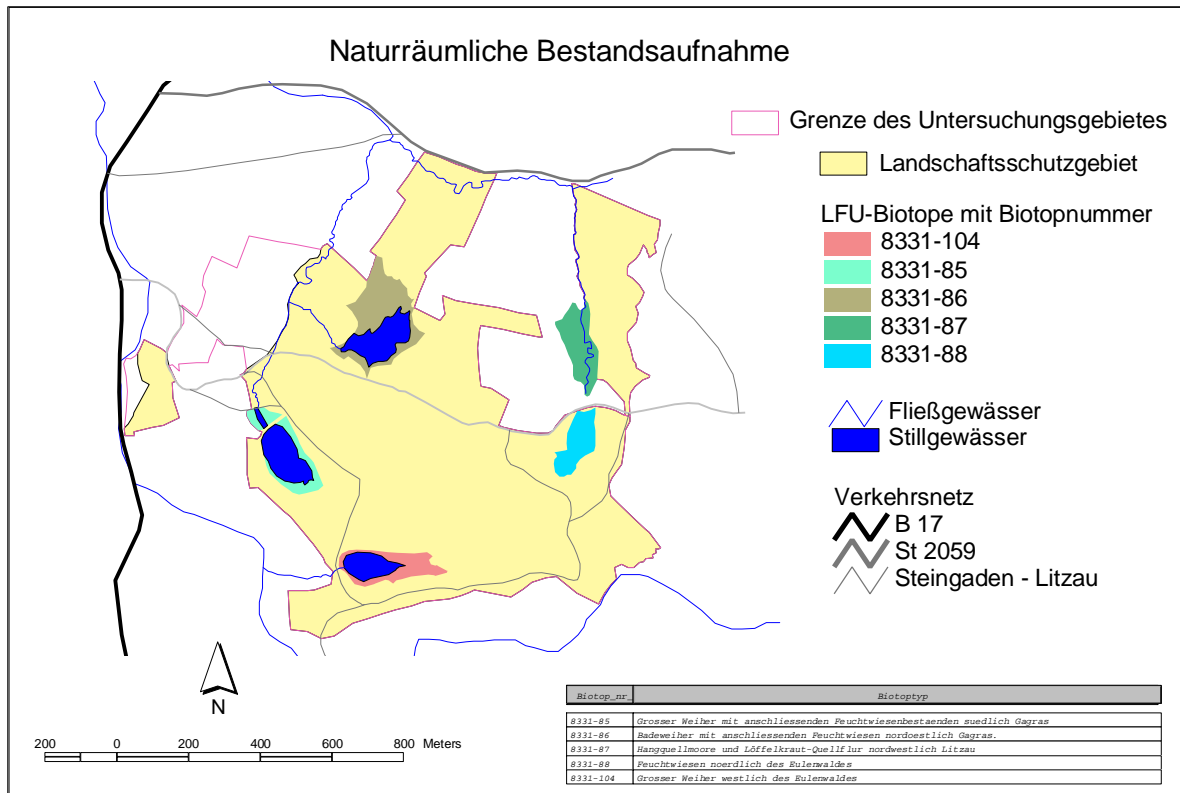 Naturräumliche Bestandsaufnahme
Grenze des Untersuchungsgebietes
Landschaftsschutzgebiet
LFU-Biotope mit Biotopnummer
8331-104
8331-85
8331-86
8331-87
8331-88
Fließgewässer
Stillgewässer
Verkehrsnetz
B 17
St 2059
Steingaden - Litzau
N
200 0 200 400 600 800 Meters
Biotop_nr_ Biotoptyp
8331-85 Grosser Weiher mit anschliessenden Feuchtwiesenbestaenden suedlich Gagras
8331-86 Badeweiher mit anschliessenden Feuchtwiesen nordoestlich Gagras.
8331-87 Hangquellmoore und Löffelkraut-Quellflur nordwestlich Litzau
8331-88 Feuchtwiesen noerdlich des Eulenwaldes
8331-104 Grosser Weiher westlich des Eulenwaldes